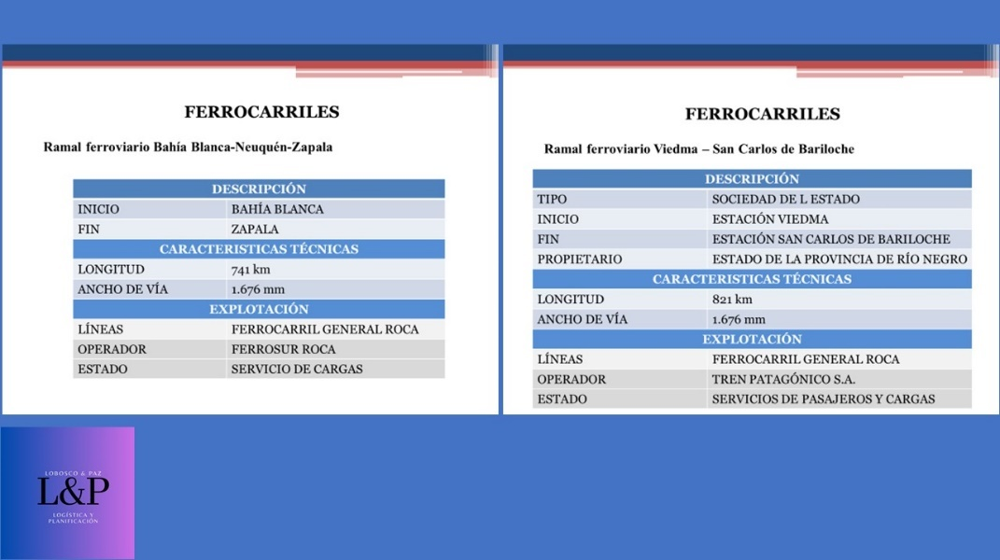 FERROCARRILES
Ramal ferroviario Bahía Blanca-Neuquén-Zapala
DESCRIPCIÓN
INICIO BAHÍA BLANCA
FIN ZAPALA
CARACTERISTICAS TÉCNICAS
LONGITUD 741 km
ANCHO DE VÍA 1.676 mm
EXPLOTACIÓN
LÍNEAS FERROCARRIL GENERAL ROCA
OPERADOR FERROSUR ROCA
ESTADO SERVICIO DE CARGAS
FERROCARRILES
Ramal ferroviario Viedma – San Carlos de Bariloche
DESCRIPCIÓN
TIPO SOCIEDAD DE L ESTADO
INICIO ESTACIÓN VIEDMA
FIN ESTACIÓN SAN CARLOS DE BARILOCHE
PROPIETARIO ESTADO DE LA PROVINCIA DE RÍO NEGRO
CARACTERISTICAS TÉCNICAS
LONGITUD 821 km
ANCHO DE VÍA 1.676 mm
EXPLOTACIÓN
LÍNEAS FERROCARRIL GENERAL ROCA
OPERADOR TREN PATAGÓNICO S.A.
ESTADO SERVICIOS DE PASAJEROS Y CARGAS
LOBOSCO & PAZ
L&P
LOGÍSTICA Y
PLANIFICACIÓN